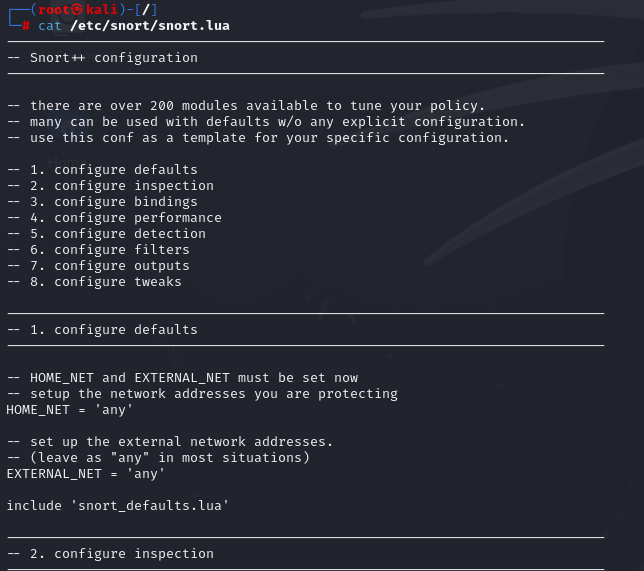 ┌──(root㉿kali)-[/]
└─# cat /etc/snort/snort.lua
---------------------------------------------------------------------------
-- Snort++ configuration
---------------------------------------------------------------------------
-- there are over 200 modules available to tune your policy.
-- many can be used with defaults w/o any explicit configuration.
-- use this conf as a template for your specific configuration.
-- 1. configure defaults
-- 2. configure inspection
-- 3. configure bindings
-- 4. configure performance
-- 5. configure detection
-- 6. configure filters
-- 7. configure outputs
-- 8. configure tweaks
---------------------------------------------------------------------------
-- 1. configure defaults
---------------------------------------------------------------------------
-- HOME_NET and EXTERNAL_NET must be set now
-- setup the network addresses you are protecting
HOME_NET = 'any'
-- set up the external network addresses.
-- (leave as "any" in most situations)
EXTERNAL_NET = 'any'
include 'snort_defaults.lua'
---------------------------------------------------------------------------
-- 2. configure inspection
---------------------------------------------------------------------------